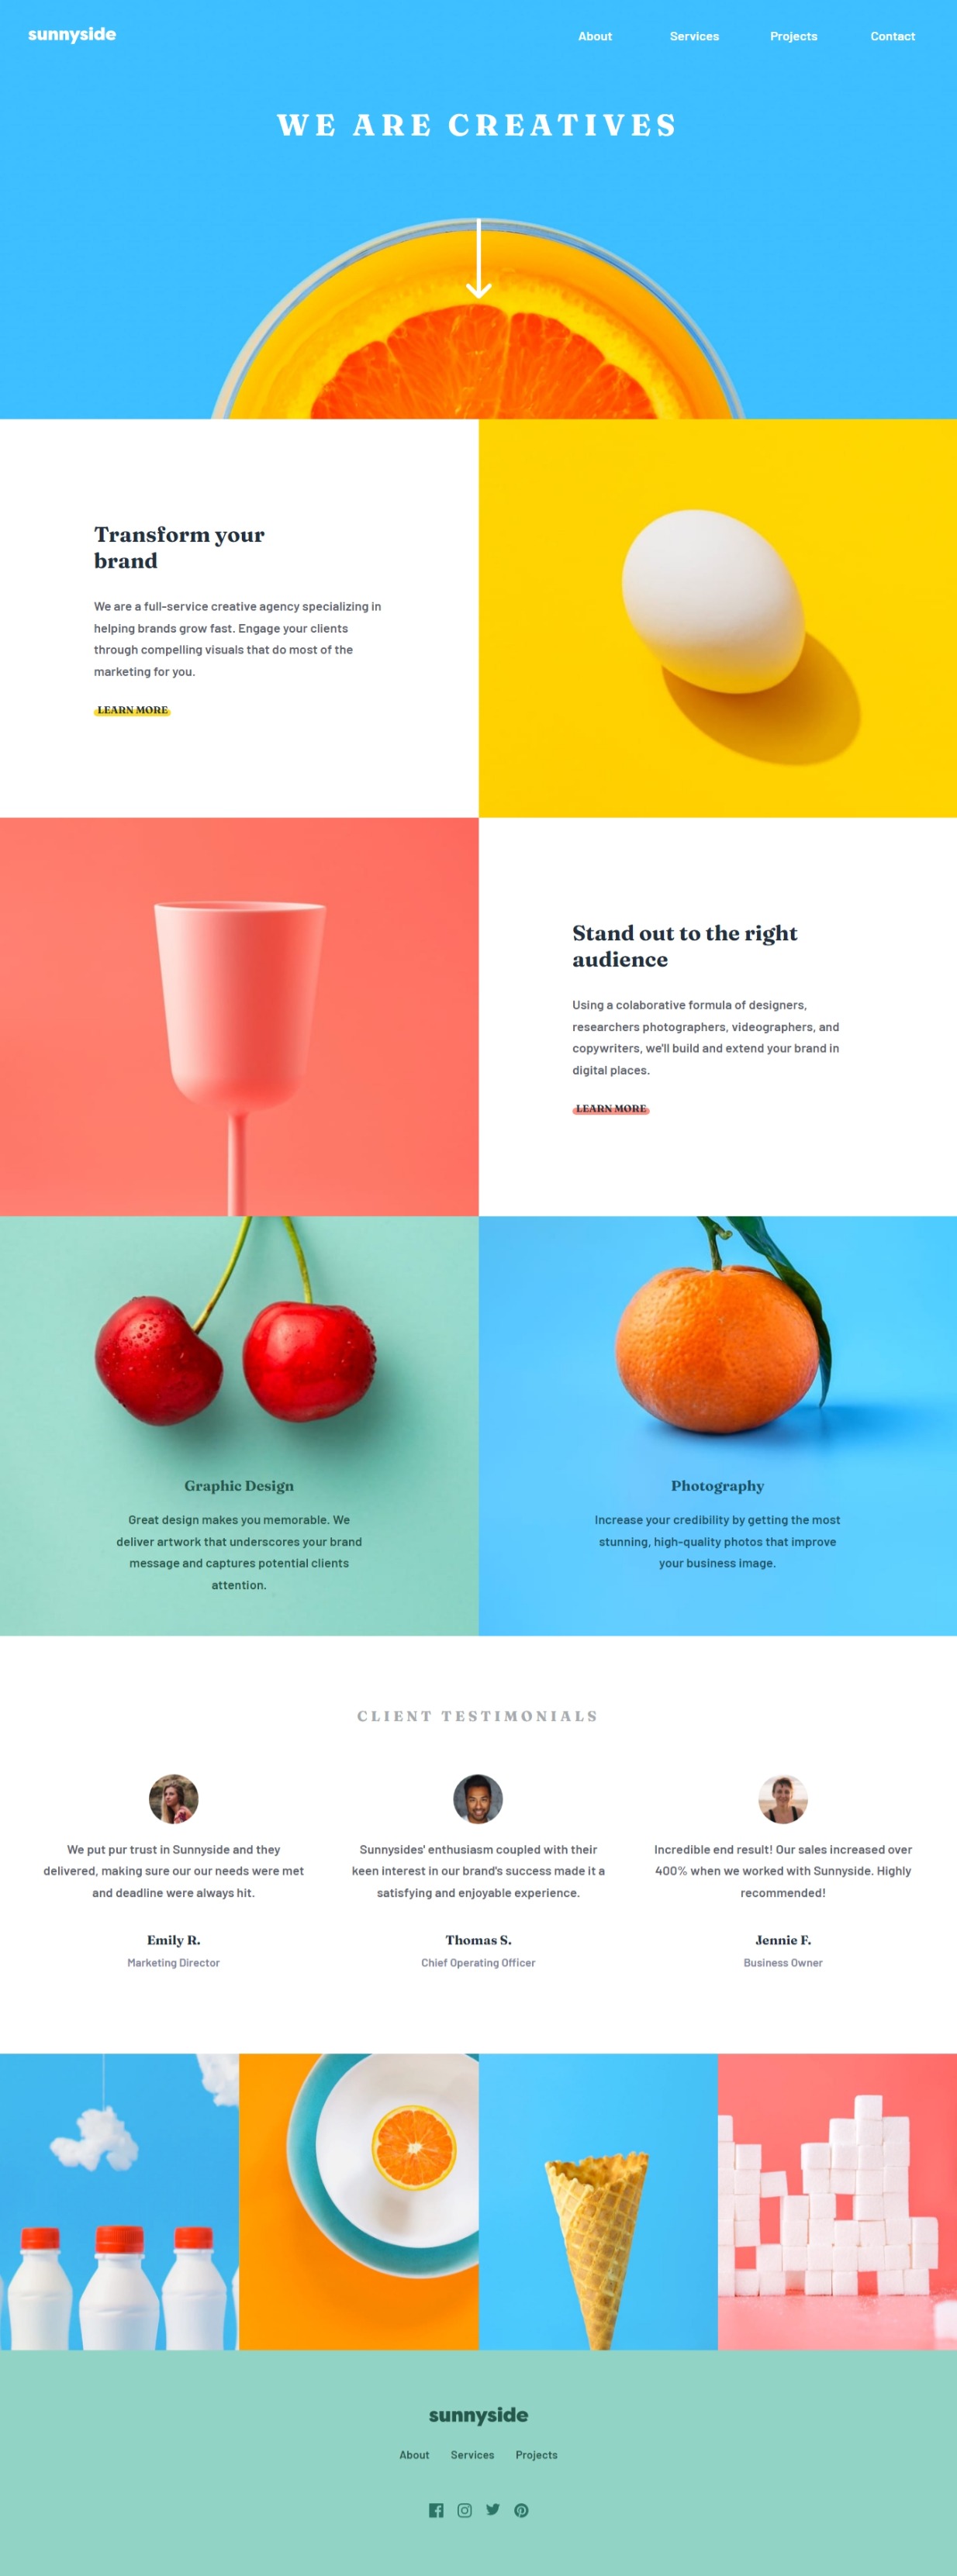 sunnyside
About Services Projects Contact
WE ARE CREATIVES
Transform your
brand
We are a full-service creative agency specializing in
helping brands grow fast. Engage your clients
through compelling visuals that do most of the
marketing for you.
LEARN MORE
Stand out to the right
audience
Using a colaborative formula of designers,
researchers photographers, videographers, and
copywriters, we'll build and extend your brand in
digital places.
LEARN MORE
Graphic Design
Great design makes you memorable. We
deliver artwork that underscores your brand
message and captures potential clients
attention.
Photography
Increase your credibility by getting the most
stunning, high-quality photos that improve
your business image.
CLIENT TESTIMONIALS
We put pur trust in Sunnyside and they
delivered, making sure our our needs were met
and deadline were always hit.
Emily R.
Marketing Director
Sunnysides' enthusiasm coupled with their
keen interest in our brand's success made it a
satisfying and enjoyable experience.
Thomas S.
Chief Operating Officer
Incredible end result! Our sales increased over
400% when we worked with Sunnyside. Highly
recommended!
Jennie F.
Business Owner
sunnyside
About Services Projects